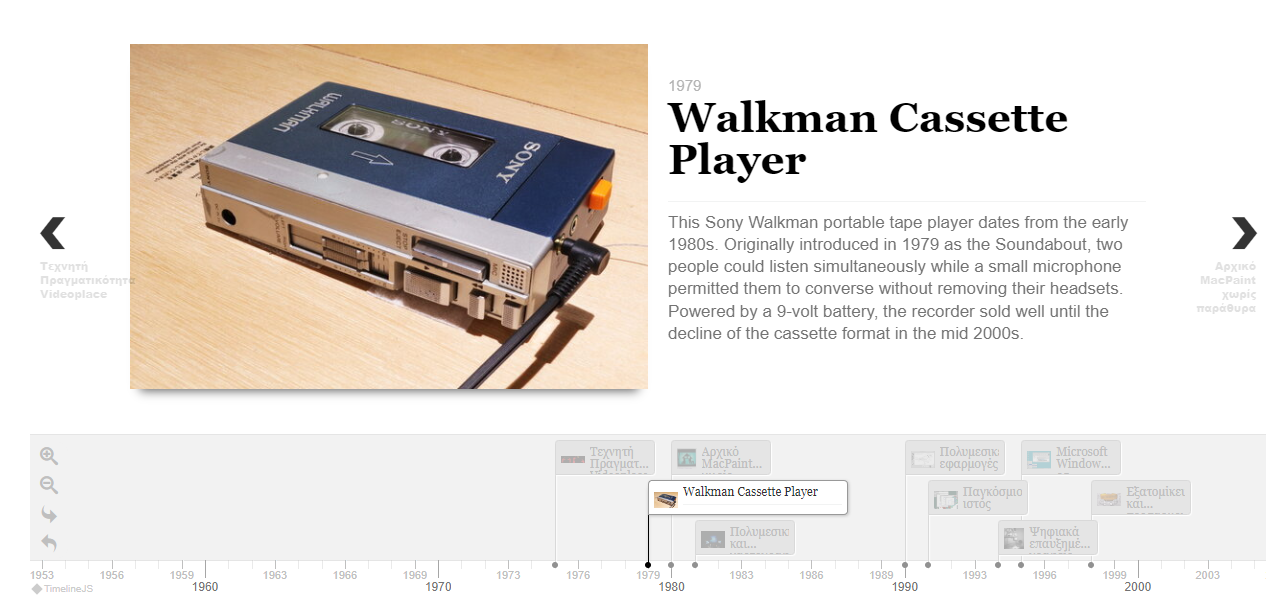 WALKMAN
SONY
SONY
1979
Walkman Cassette
Player
This Sony Walkman portable tape player dates from the early
1980s. Originally introduced in 1979 as the Soundabout, two
people could listen simultaneously while a small microphone
permitted them to converse without removing their headsets.
Powered by a 9-volt battery, the recorder sold well until the
decline of the cassette format in the mid 2000s.
Τεχνητή
Πραγματικότητα
Videoplace
Αρχικό
MacPaint
χωρίς
παράθυρα
Τεχνητή
Πραγματ...
Αρχικό
MacPaint...
Πολυμεσικ
εφαρμογές
Microsoft
Window...
Walkman Cassette Player
Παγκόσμιο
ιστός
Εξατομίκει
και...
Πολυμεσικ
και...
Ψηφιακά
επαυξημέ...
1953 1956 1959 1963 1966 1969 1973 1976 1979 1983 1986 1989 1993 1996 1999 2003
1960 1970 1980 1990 2000
TimelineJS